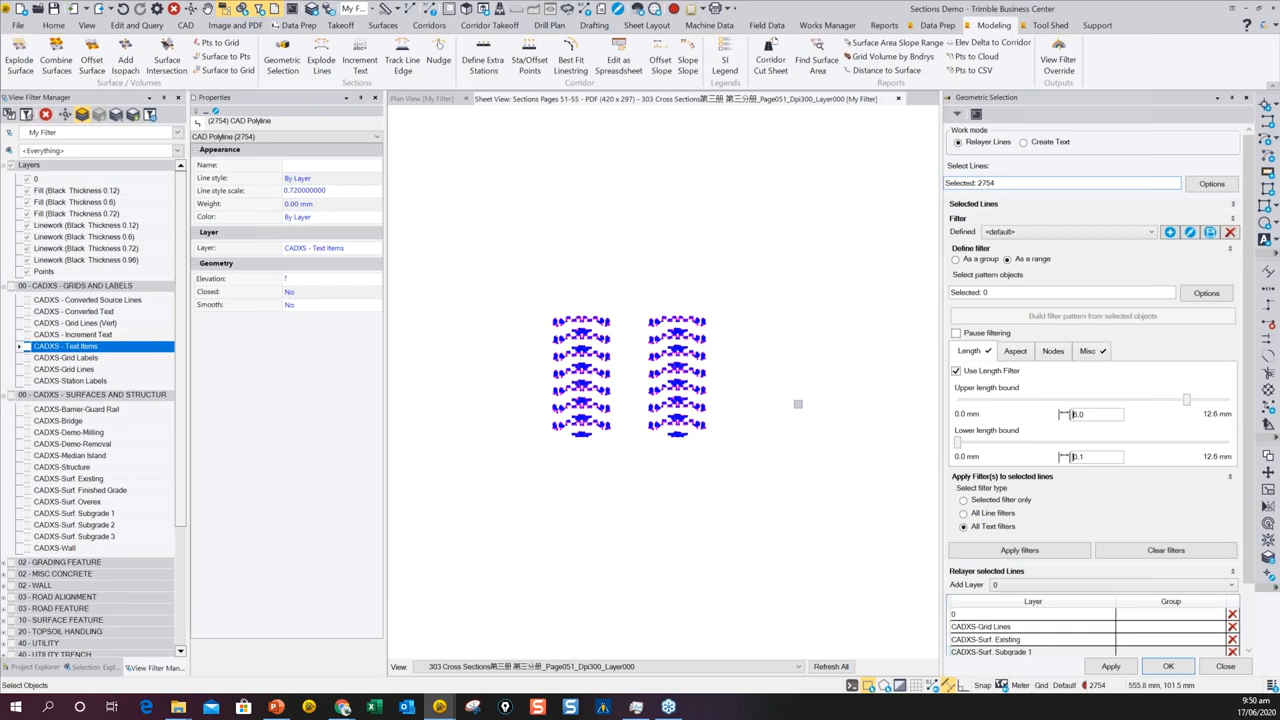 Sections Demo - Trimble Business Center
My F...
File Home Edit and Query CAD Image and PDF Data Prep Takeoff Surfaces Corridors Corridor Takeoff Drill Plan Drafting Sheet Layout Machine Data Field Data Works Manager Reports Data Prep Modeling Tool Shed Support
Explode Surface
Combine Surfaces
Offset Surface
Add Isopach
Surface Intersection
Pts to Grid
Surface to Pts
Surface to Grid
Surface / Volumes
Geometric Selection
Explode Lines
Increment Text
Track Line Edge
Nudge
Sections
Define Extra Stations
Sta/Offset Points
Best Fit Linestring
Edit as Spreadsheet
Offset Slope
Slope Slope
Corridor
SI Legend
Legends
Corridor Cut Sheet
Find Surface Area
Surface Area Slope Range
Grid Volume by Bndrys
Distance to Surface
Reports
Elev Delta to Corridor
Pts to Cloud
Pts to CSV
Outputs
View Filter Override
Field
View Filter Manager
My Filter
<Everything>
Layers
0
Fill (Black Thickness 0.12)
Fill (Black Thickness 0.6)
Fill (Black Thickness 0.72)
Linework (Black Thickness 0.12)
Linework (Black Thickness 0.6)
Linework (Black Thickness 0.72)
Linework (Black Thickness 0.96)
Points
00 - CADXS - GRIDS AND LABELS
CADXS - Converted Source Lines
CADXS - Converted Text
CADXS - Grid Lines (Vert)
CADXS - Increment Text
CADXS - Text Items
CADXS-Grid Labels
CADXS-Grid Lines
CADXS-Station Labels
00 - CADXS - SURFACES AND STRUCTUR
CADXS-Barrier-Guard Rail
CADXS-Bridge
CADXS-Demo-Milling
CADXS-Demo-Removal
CADXS-Median Island
CADXS-Structure
CADXS-Surf. Existing
CADXS-Surf. Finished Grade
CADXS-Surf. Overex
CADXS-Surf. Subgrade 1
CADXS-Surf. Subgrade 2
CADXS-Surf. Subgrade 3
CADXS-Wall
02 - GRADING FEATURE
02 - MISC CONCRETE
02 - WALL
03 - ROAD ALIGNMENT
03 - ROAD FEATURE
10 - SURFACE FEATURE
20 - TOPSOIL HANDLING
40 - UTILITY
40 - UTILITY TRENCH
Project Explorer Selection Expl... View Filter Man...
Select Objects
Properties
(2754) CAD Polyline
CAD Polyline (2754)
Appearance
Name:
Line style: By Layer
Line style scale: 0.720000000
Weight: 0.00 mm
Color: By Layer
Layer
Layer: CADXS - Text Items
Geometry
Elevation: ?
Closed: No
Smooth: No
Plan View [My Filter]
Sheet View: Sections Pages 51-55 - PDF (420 x 297) - 303 Cross Sections第三册 第三分册_Page051_Dpi300_Layer000 [My Filter]
View: 303 Cross Sections第三册 第三分册_Page051_Dpi300_Layer000
Refresh All
Geometric Selection
Work mode
Relayer Lines Create Text
Select Lines:
Selected: 2754 Options
Selected Lines
Filter
Defined <default>
Define filter
As a group As a range
Select pattern objects
Selected: 0 Options
Build filter pattern from selected objects
Pause filtering
Length ✔ Aspect Nodes Misc ✔
Use Length Filter
Upper length bound
0.0 mm 6.0 12.6 mm
Lower length bound
0.0 mm 0.1 12.6 mm
Apply Filter(s) to selected lines
Select filter type
Selected filter only
All Line filters
All Text filters
Apply filters Clear filters
Relayer selected Lines
Add Layer 0
Layer Group
0
CADXS-Grid Lines
CADXS-Surf. Existing
CADXS-Surf. Subgrade 1
Apply OK Close
Snap Meter Grid Default 2754 555.8 mm, 101.5 mm
9:50 am
17/06/2020